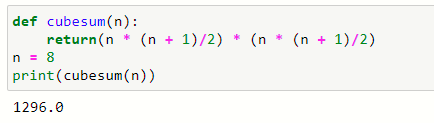 def cubesum(n):
    return(n * (n + 1)/2) * (n * (n + 1)/2)
n = 8
print(cubesum(n))
1296.0